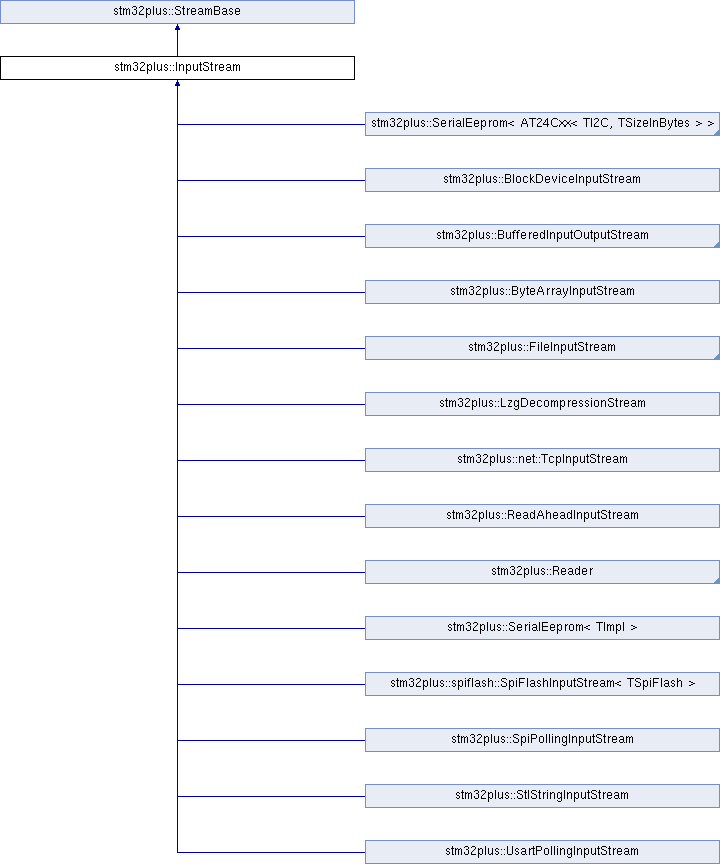 stm32plus::StreamBase
stm32plus::InputStream
stm32plus::SerialEeprom< AT24Cxx< TI2C, TSizeInBytes > >
stm32plus::BlockDeviceInputStream
stm32plus::BufferedInputOutputStream
stm32plus::ByteArrayInputStream
stm32plus::FileInputStream
stm32plus::LzgDecompressionStream
stm32plus::net::TcpInputStream
stm32plus::ReadAheadInputStream
stm32plus::Reader
stm32plus::SerialEeprom< TImpl >
stm32plus::spiflash::SpiFlashInputStream< TSpiFlash >
stm32plus::SpiPollingInputStream
stm32plus::StlStringInputStream
stm32plus::UsartPollingInputStream